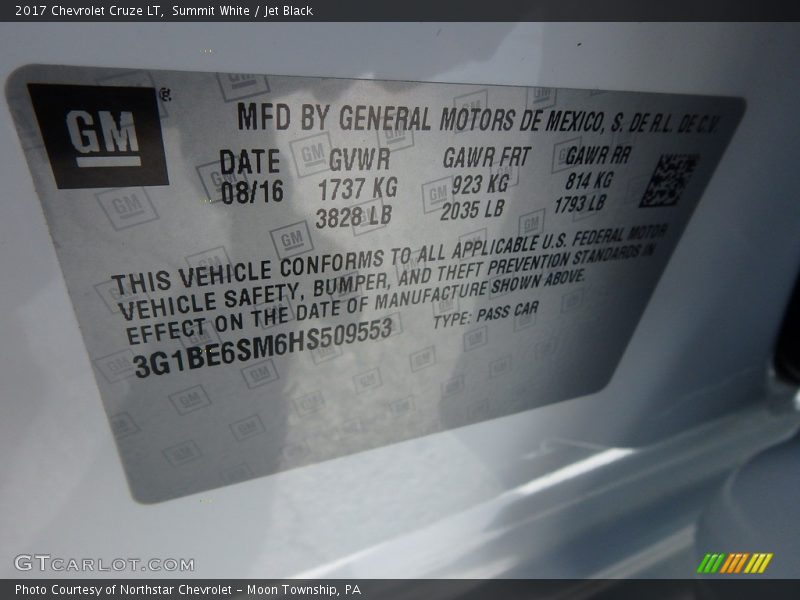 2017 Chevrolet Cruze LT,  Summit White / Jet Black
GM ®
MFD BY GENERAL MOTORS DE MEXICO, S. DE R.L. DE C.V.
DATE GVWR GAWR FRT GAWR RR
08/16 1737 KG 923 KG 814 KG
3828 LB 2035 LB 1793 LB
THIS VEHICLE CONFORMS TO ALL APPLICABLE U.S. FEDERAL MOTOR
VEHICLE SAFETY, BUMPER, AND THEFT PREVENTION STANDARDS IN
EFFECT ON THE DATE OF MANUFACTURE SHOWN ABOVE.
3G1BE6SM6HS509553 TYPE: PASS CAR
GTCARLOT.COM
Photo Courtesy of Northstar Chevrolet - Moon Township, PA